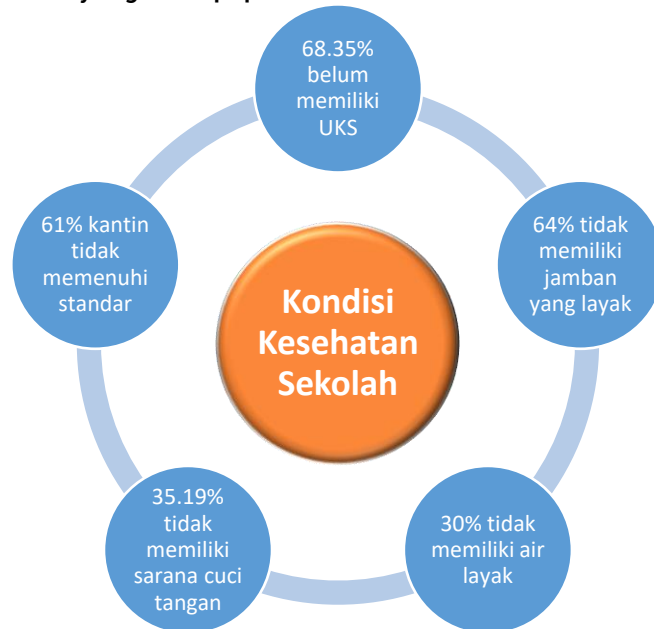 68.35%
belum
memiliki
UKS
64% tidak
memiliki
jamban
yang layak
30% tidak
memiliki air
layak
35.19%
tidak
memiliki
sarana cuci
tangan
61% kantin
tidak
memenuhi
standar
Kondisi
Kesehatan
Sekolah